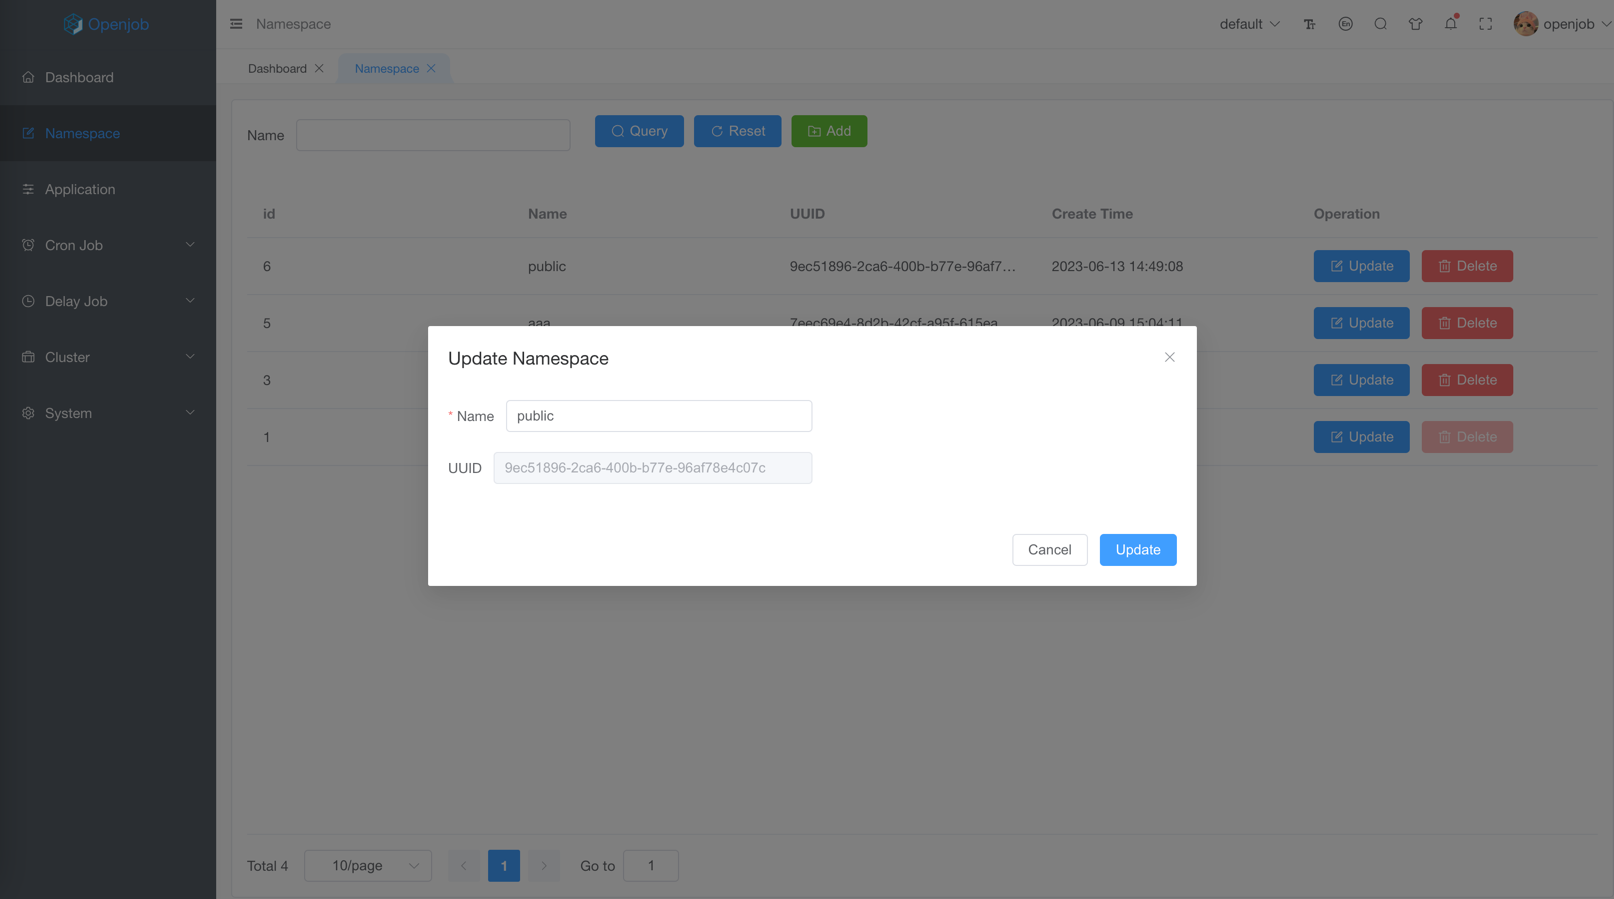 Openjob
Namespace
default
openjob
Dashboard
Namespace
Dashboard
Namespace
Application
Cron Job
Delay Job
Cluster
System
Name
Query
Reset
Add
id Name UUID Create Time Operation
6 public 9ec51896-2ca6-400b-b77e-96af7... 2023-06-13 14:49:08 Update Delete
5 aaa 7eec69e4-8d2b-42cf-a95f-615ea 2023-06-09 15:04:11 Update Delete
3 Update Delete
1 Update Delete
Update Namespace
* Name public
UUID 9ec51896-2ca6-400b-b77e-96af78e4c07c
Cancel Update
Total 4 10/page 1 Go to 1